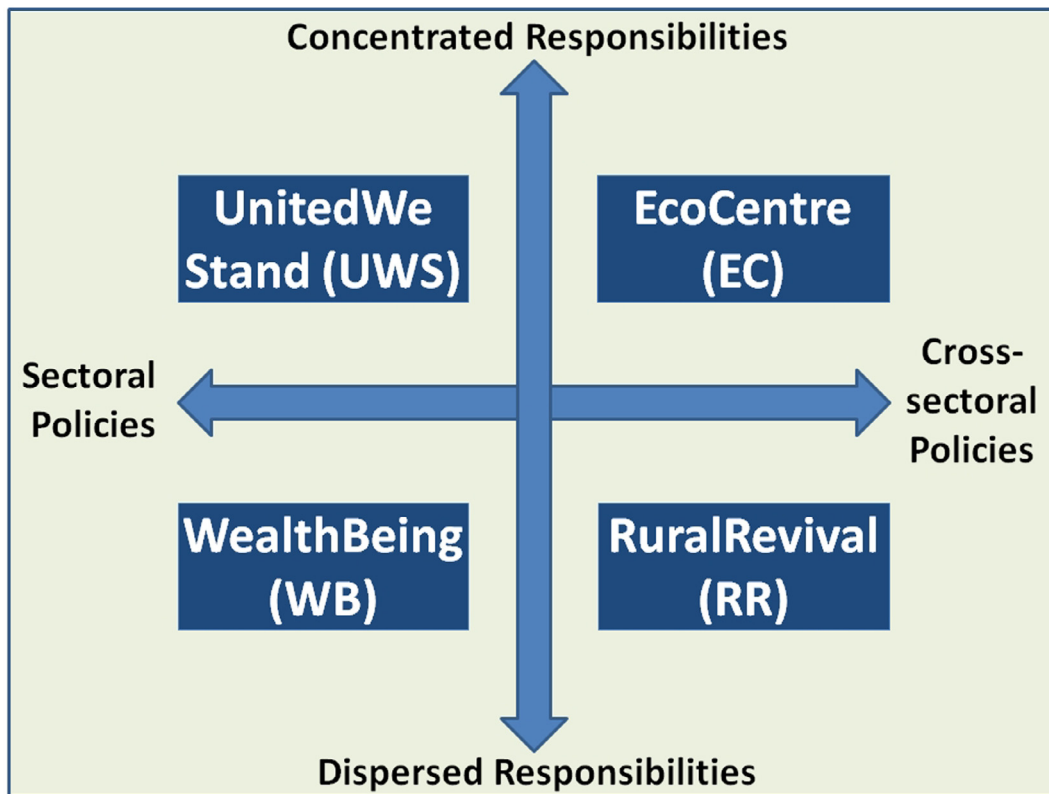 Concentrated Responsibilities
UnitedWe
Stand (UWS)
EcoCentre
(EC)
Sectoral
Policies
Cross-
sectoral
Policies
WealthBeing
(WB)
RuralRevival
(RR)
Dispersed Responsibilities